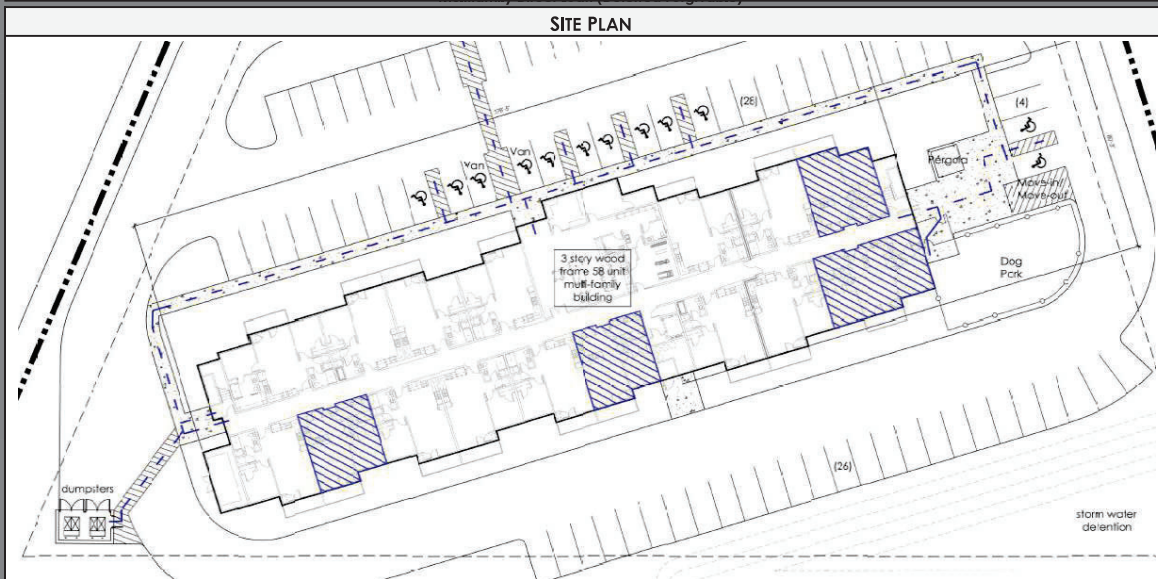 SITE PLAN
(28)
(4)
Van
Van
Pergola
Move-in/
Move-out
3 story wood
frame 58 unit
multi-family
building
Dog
Park
(26)
dumpsters
storm water
detention